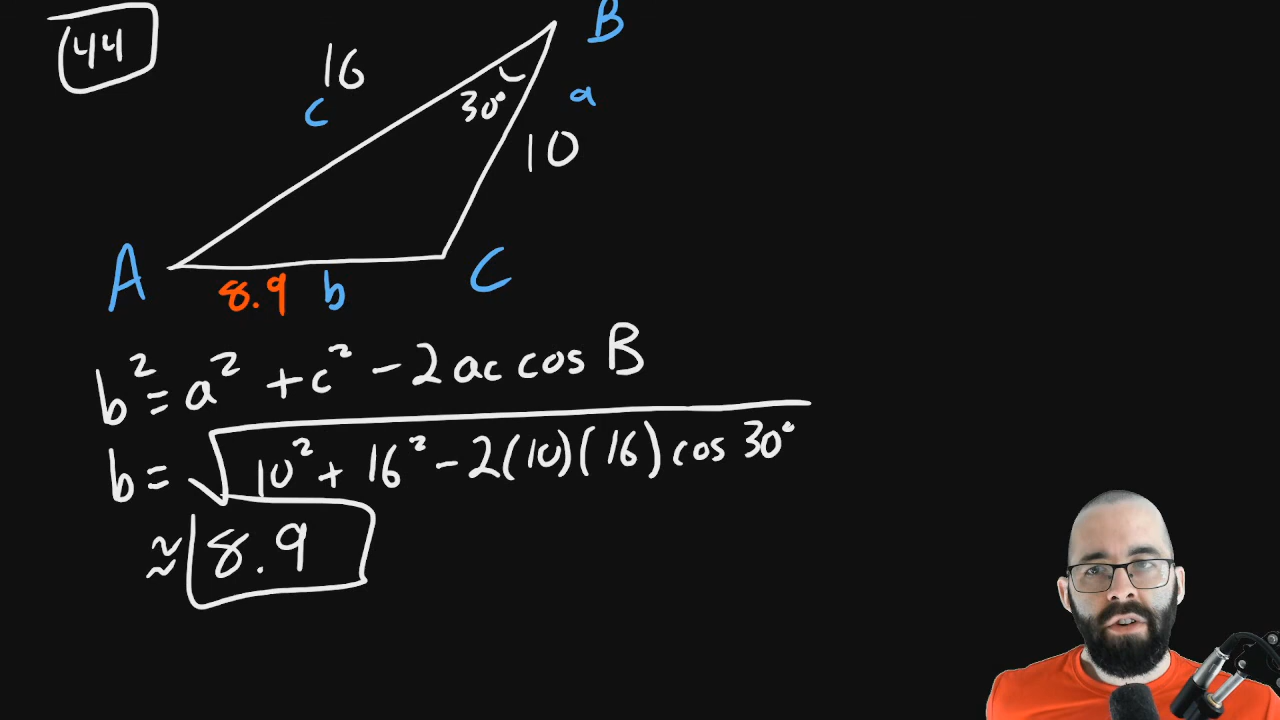 44
B
16
c
30°
a
10
A
C
8.9 b
b² = a² + c² - 2ac cos B
b = √10² + 16² - 2(10)(16) cos 30°
≈ 8.9